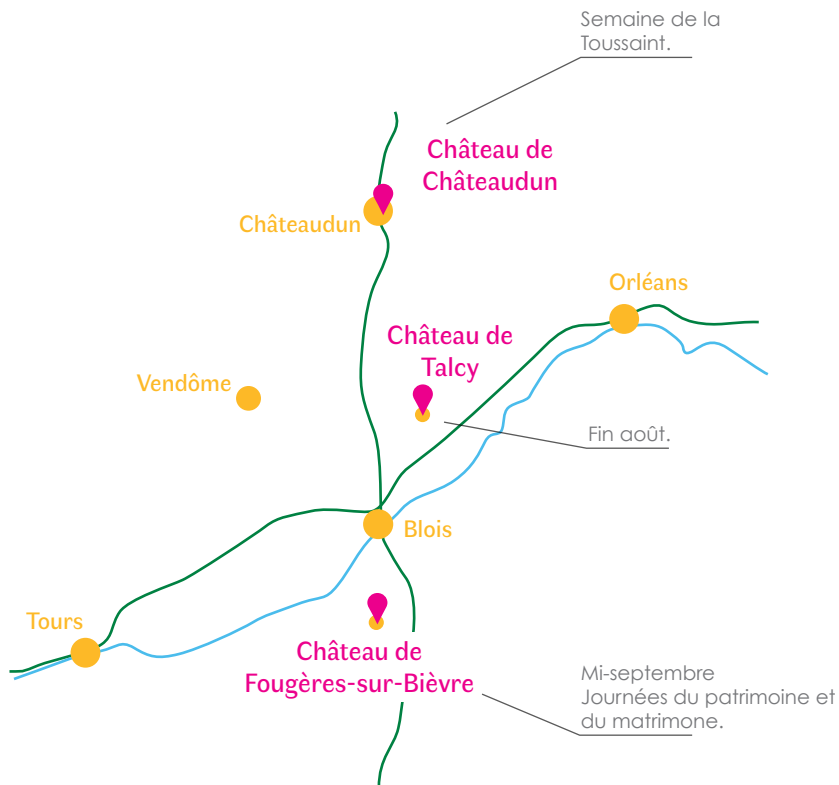 Semaine de la
Toussaint.
Château de
Châteaudun
Châteaudun
Orléans
Château de
Talcy
Vendôme
Fin août.
Blois
Tours
Château de
Fougères-sur-Bièvre
Mi-septembre
Journées du patrimoine et
du matrimone.